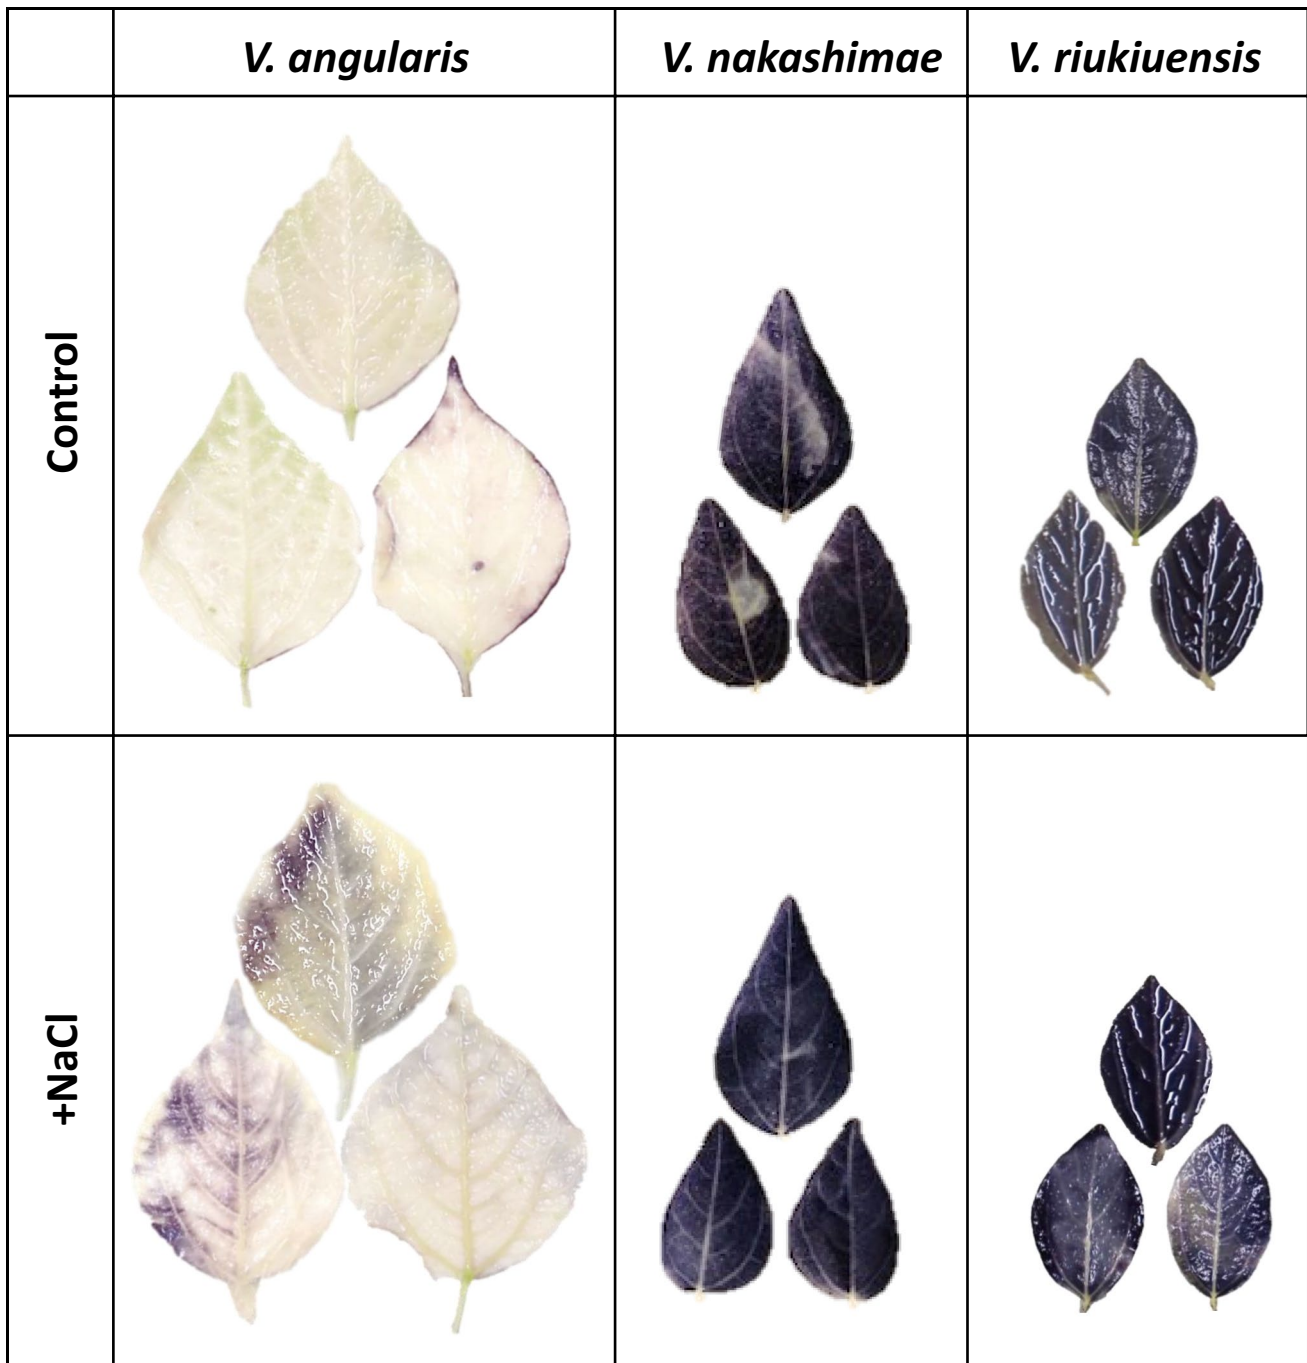 V. angularis
V. nakashimae
V. riukiuensis
Control
+NaCl